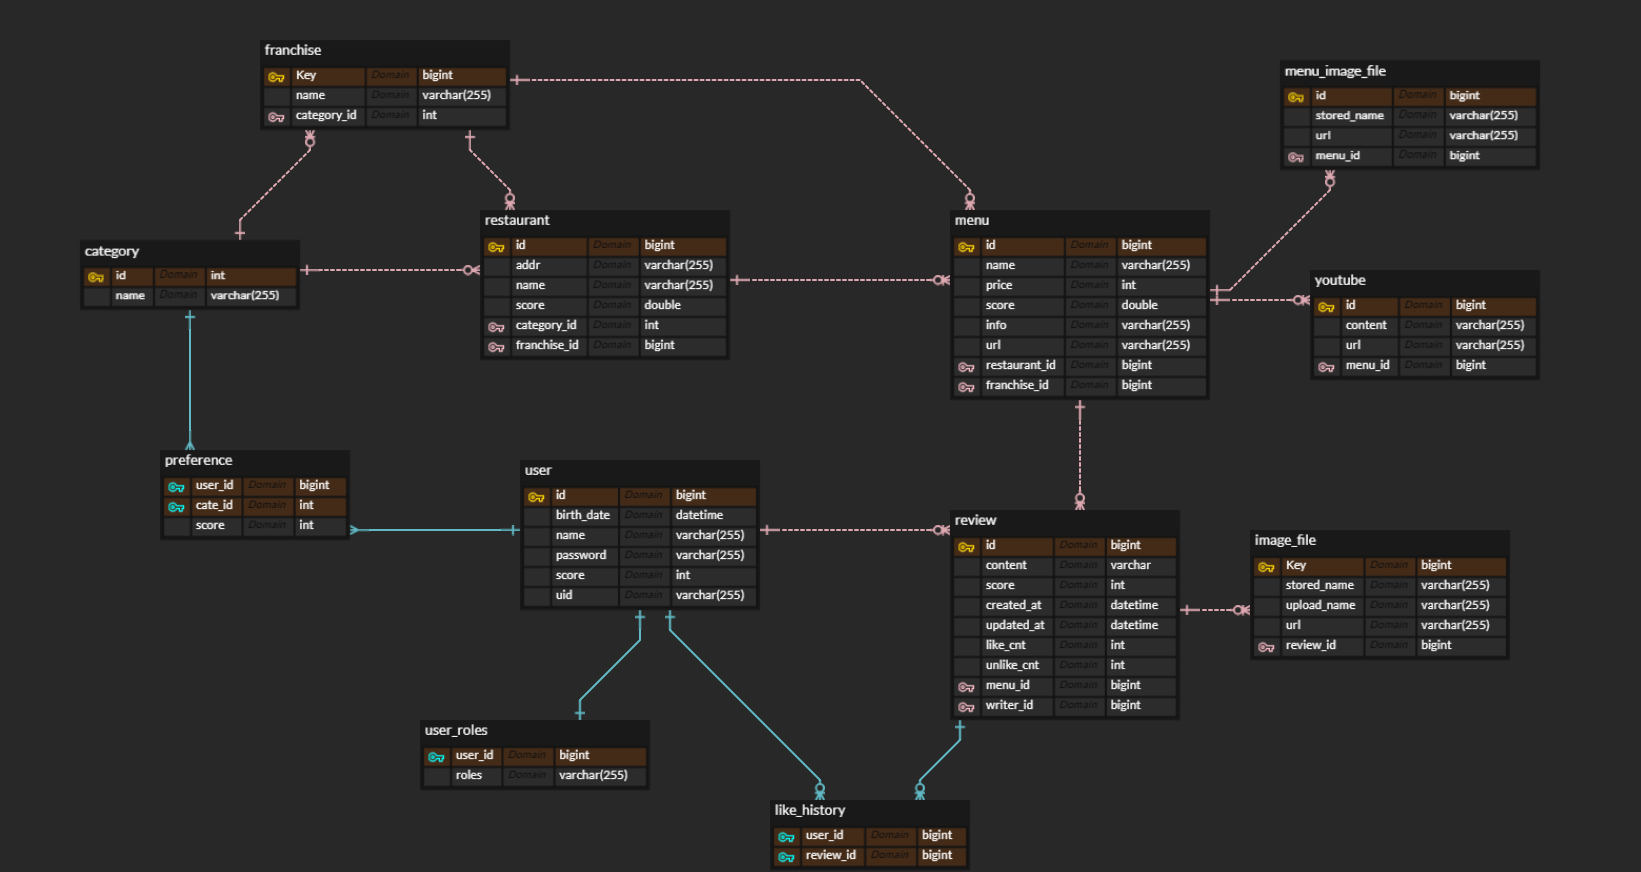 franchise
Key Domain bigint
name Domain varchar(255)
category_id Domain int
menu_image_file
id Domain bigint
stored_name Domain varchar(255)
url Domain varchar(255)
menu_id Domain bigint
category
id Domain int
name Domain varchar(255)
restaurant
id Domain bigint
addr Domain varchar(255)
name Domain varchar(255)
score Domain double
category_id Domain int
franchise_id Domain bigint
menu
id Domain bigint
name Domain varchar(255)
price Domain int
score Domain double
info Domain varchar(255)
url Domain varchar(255)
restaurant_id Domain bigint
franchise_id Domain bigint
youtube
id Domain bigint
content Domain varchar(255)
url Domain varchar(255)
menu_id Domain bigint
preference
user_id Domain bigint
cate_id Domain int
score Domain int
user
id Domain bigint
birth_date Domain datetime
name Domain varchar(255)
password Domain varchar(255)
score Domain int
uid Domain varchar(255)
review
id Domain bigint
content Domain varchar
score Domain int
created_at Domain datetime
updated_at Domain datetime
like_cnt Domain int
unlike_cnt Domain int
menu_id Domain bigint
writer_id Domain bigint
image_file
Key Domain bigint
stored_name Domain varchar(255)
upload_name Domain varchar(255)
url Domain varchar(255)
review_id Domain bigint
user_roles
user_id Domain bigint
roles Domain varchar(255)
like_history
user_id Domain bigint
review_id Domain bigint